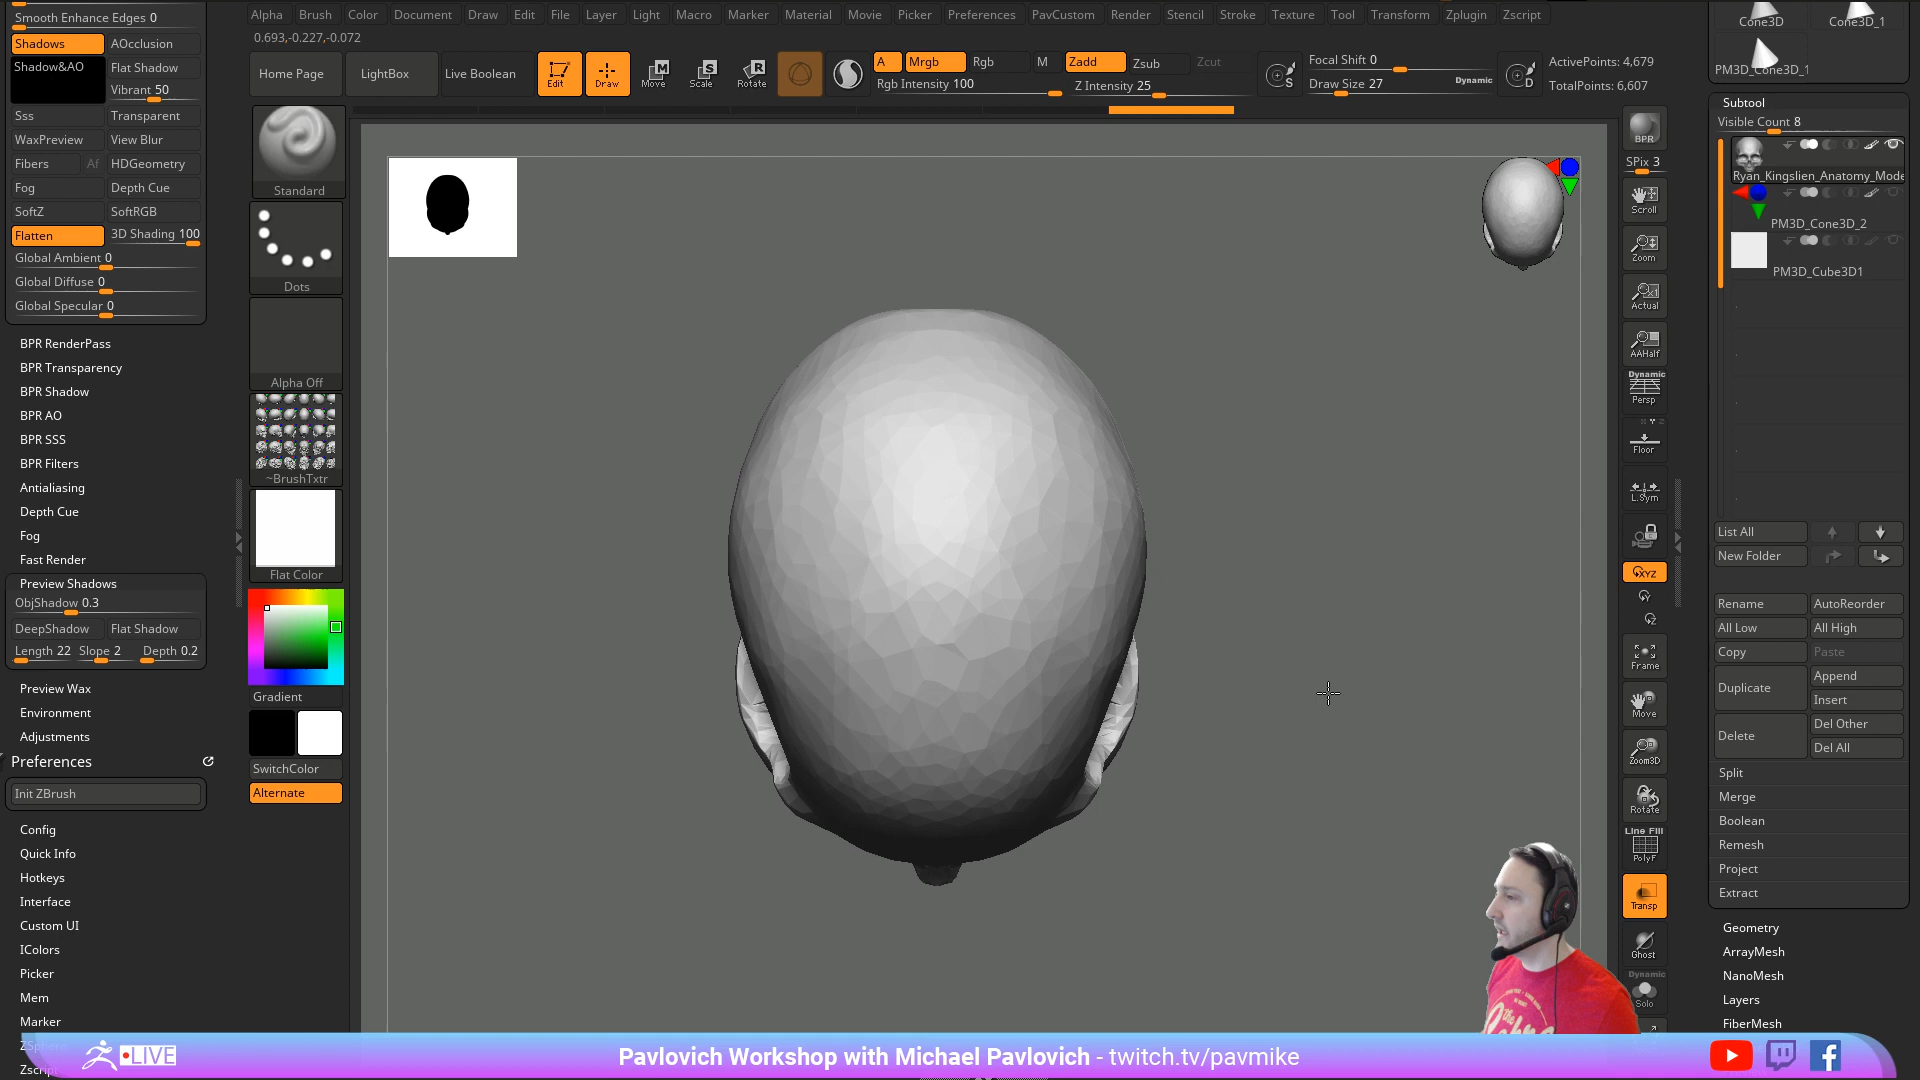 Alpha Brush Color Document Draw Edit File Layer Light Macro Marker Material Movie Picker Preferences PavCustom Render Stencil Stroke Texture Tool Transform Zplugin Zscript
0.693,-0.227,-0.072
Home Page LightBox Live Boolean Edit Draw Move Scale Rotate
A Mrgb Rgb M Zadd Zsub Zcut
Rgb Intensity 100 Z Intensity 25
Focal Shift 0
Draw Size 27 Dynamic
ActivePoints: 4,679
TotalPoints: 6,607
Smooth Enhance Edges 0
Shadows AOcclusion
Shadow&AO Flat Shadow
Vibrant 50
Sss Transparent
WaxPreview View Blur
Fibers Af HDGeometry
Fog Depth Cue
SoftZ SoftRGB
Flatten 3D Shading 100
Global Ambient 0
Global Diffuse 0
Global Specular 0
BPR RenderPass
BPR Transparency
BPR Shadow
BPR AO
BPR SSS
BPR Filters
Antialiasing
Depth Cue
Fog
Fast Render
Preview Shadows
ObjShadow 0.3
DeepShadow Flat Shadow
Length 22 Slope 2 Depth 0.2
Preview Wax
Environment
Adjustments
Preferences
Init ZBrush
Config
Quick Info
Hotkeys
Interface
Custom UI
IColors
Picker
Mem
Marker
Standard
Dots
Alpha Off
~BrushTxtr
Flat Color
Gradient
SwitchColor
Alternate
BPR
SPix 3
Scroll
Zoom
Actual
AAHalf
Dynamic
Persp
Floor
L.Sym
XYZ
Frame
Move
Zoom3D
Rotate
Line Fill
PolyF
Transp
Ghost
Dynamic
Solo
Cone3D Cone3D_1
PM3D_Cone3D_1
Subtool
Visible Count 8
Ryan_Kingslien_Anatomy_Mode
PM3D_Cone3D_2
PM3D_Cube3D1
List All
New Folder
Rename AutoReorder
All Low All High
Copy Paste
Duplicate Append
Insert
Delete Del Other
Del All
Split
Merge
Boolean
Remesh
Project
Extract
Geometry
ArrayMesh
NanoMesh
Layers
FiberMesh
LIVE
Pavlovich Workshop with Michael Pavlovich - twitch.tv/pavmike